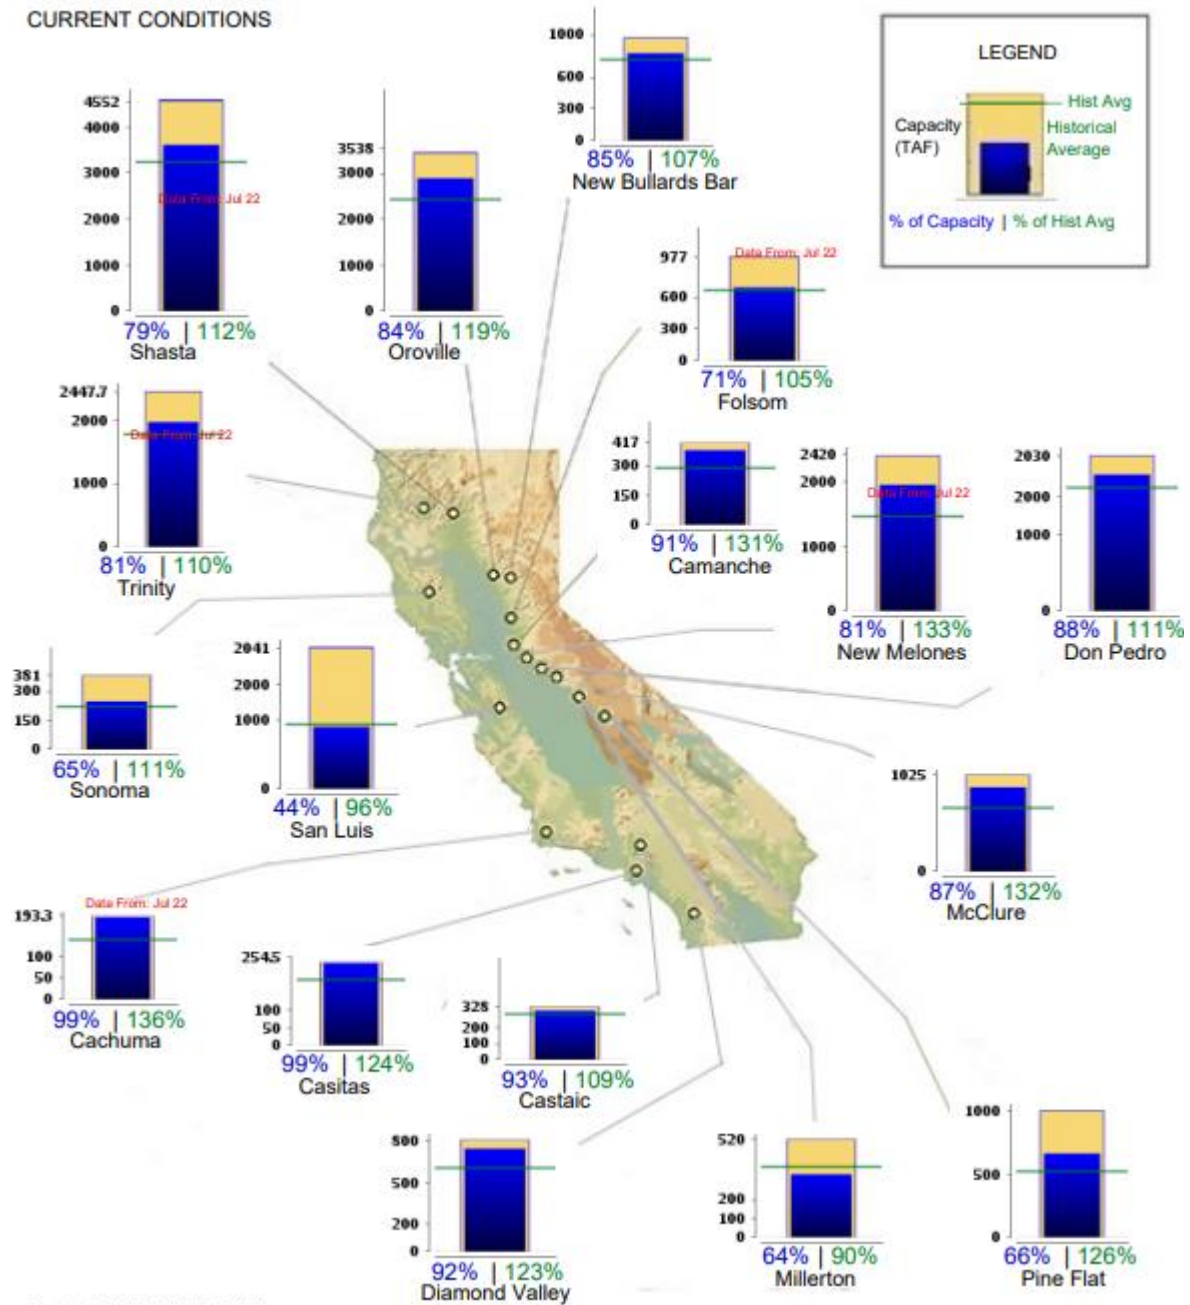 CURRENT CONDITIONS
1000
600
300
0
85% | 107%
New Bullards Bar
LEGEND
Hist Avg
Capacity
(TAF)
Historical
Average
% of Capacity | % of Hist Avg
4552
4000
3000
2000
1000
0
Data From: Jul 22
79% | 112%
Shasta
3538
3000
2000
1000
0
84% | 119%
Oroville
977
600
300
0
Data From: Jul 22
71% | 105%
Folsom
2447.7
2000
1000
0
Data From: Jul 22
81% | 110%
Trinity
417
300
150
0
91% | 131%
Camanche
2420
2000
1000
0
Data From: Jul 22
81% | 133%
New Melones
2030
2000
1000
0
88% | 111%
Don Pedro
381
300
150
0
65% | 111%
Sonoma
2041
2000
1000
0
44% | 96%
San Luis
1025
0
87% | 132%
McClure
Data From: Jul 22
193.3
100
50
0
99% | 136%
Cachuma
254.5
100
50
0
99% | 124%
Casitas
328
200
100
0
93% | 109%
Castaic
800
500
200
0
92% | 123%
Diamond Valley
520
200
100
0
64% | 90%
Millerton
1000
500
0
66% | 126%
Pine Flat